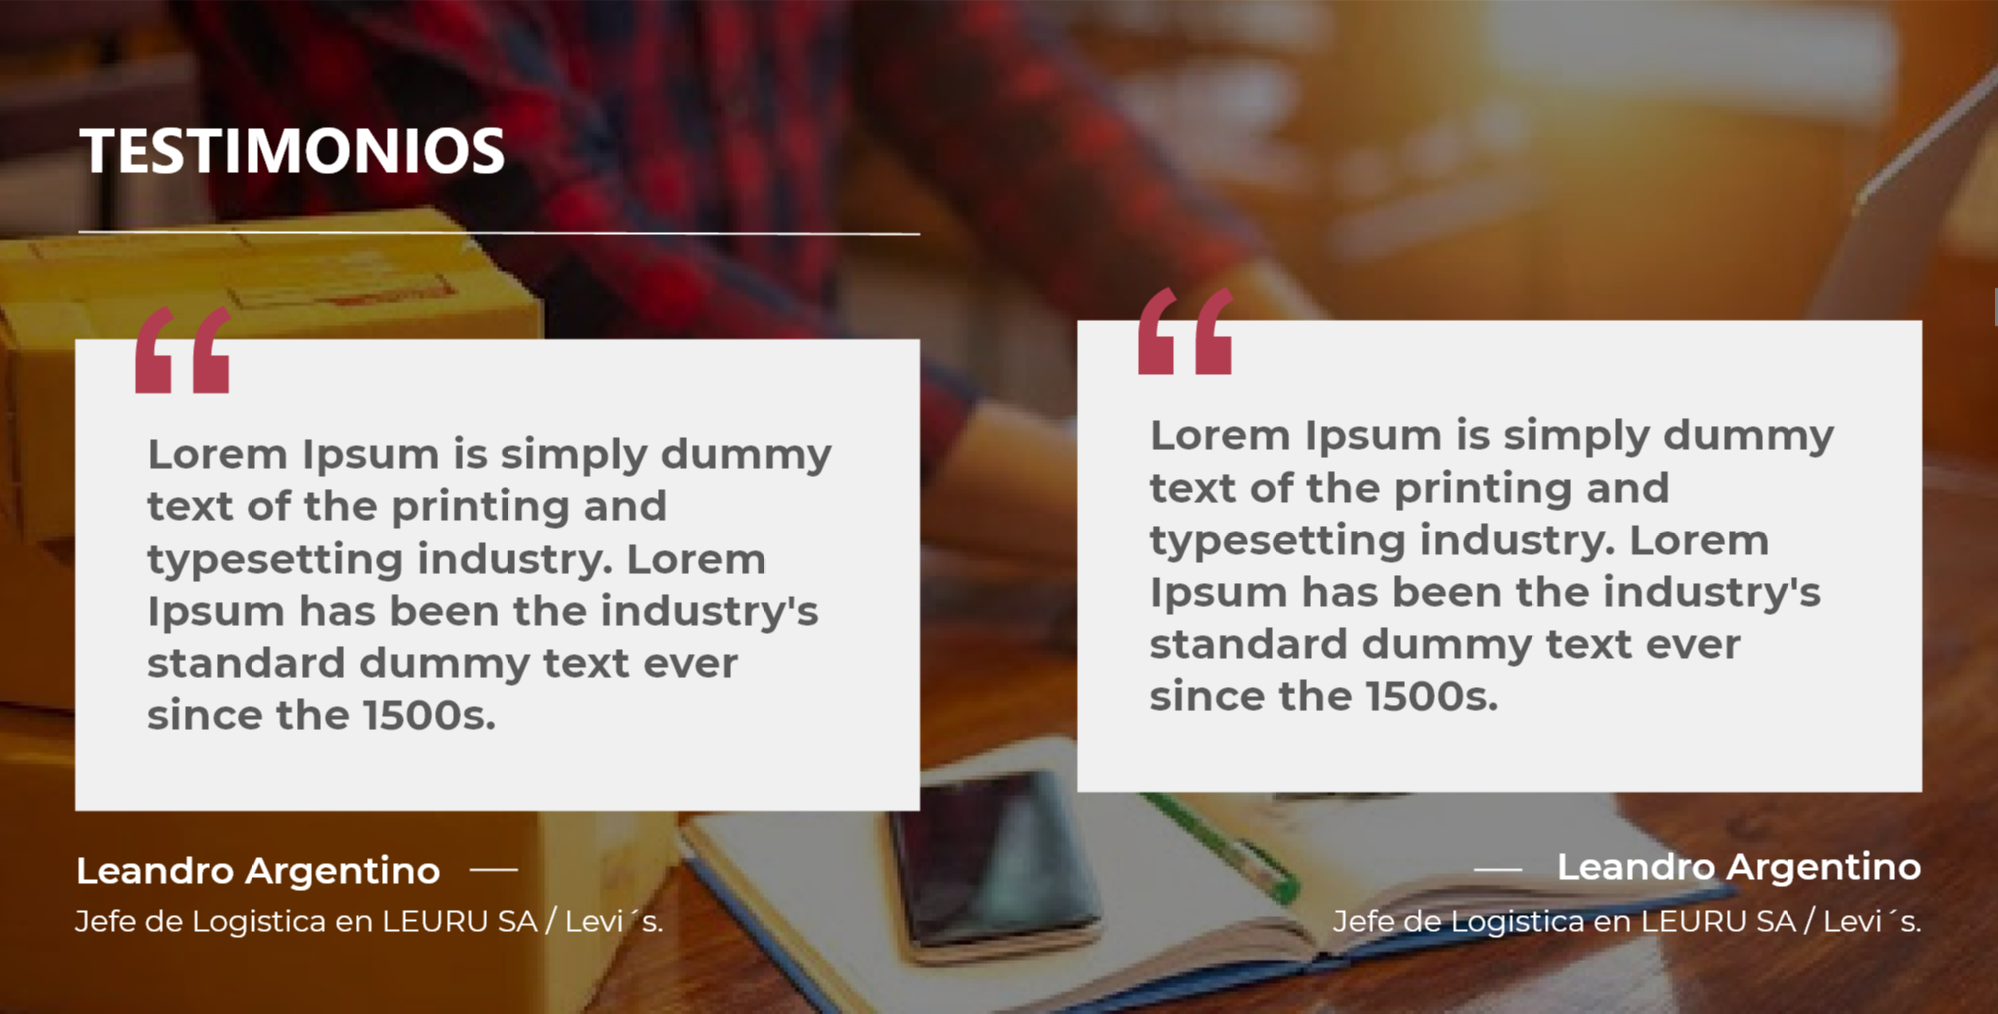 TESTIMONIOS
“
Lorem Ipsum is simply dummy
text of the printing and
typesetting industry. Lorem
Ipsum has been the industry's
standard dummy text ever
since the 1500s.
Leandro Argentino —
Jefe de Logistica en LEURU SA / Levi´s.
“
Lorem Ipsum is simply dummy
text of the printing and
typesetting industry. Lorem
Ipsum has been the industry's
standard dummy text ever
since the 1500s.
— Leandro Argentino
Jefe de Logistica en LEURU SA / Levi´s.